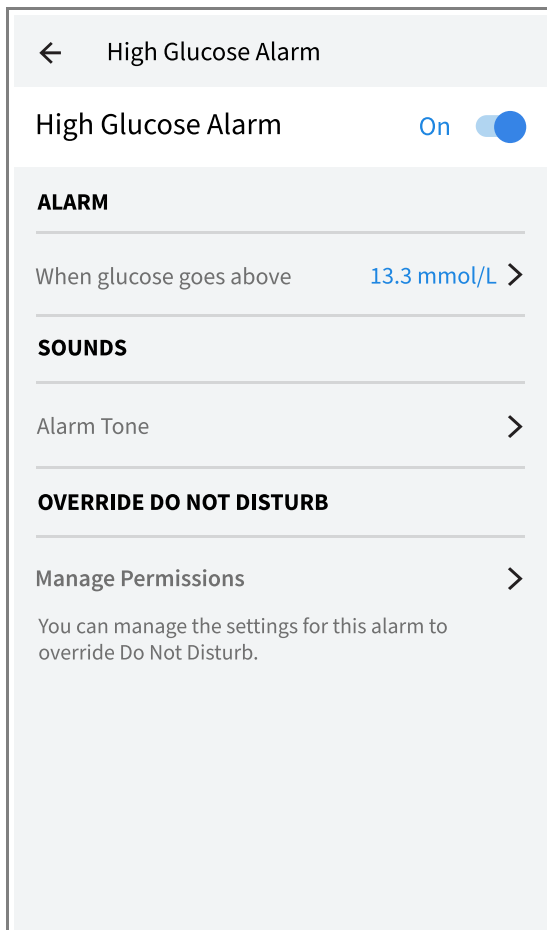 High Glucose Alarm
High Glucose Alarm On
ALARM
When glucose goes above 13.3 mmol/L
SOUNDS
Alarm Tone
OVERRIDE DO NOT DISTURB
Manage Permissions
You can manage the settings for this alarm to
override Do Not Disturb.